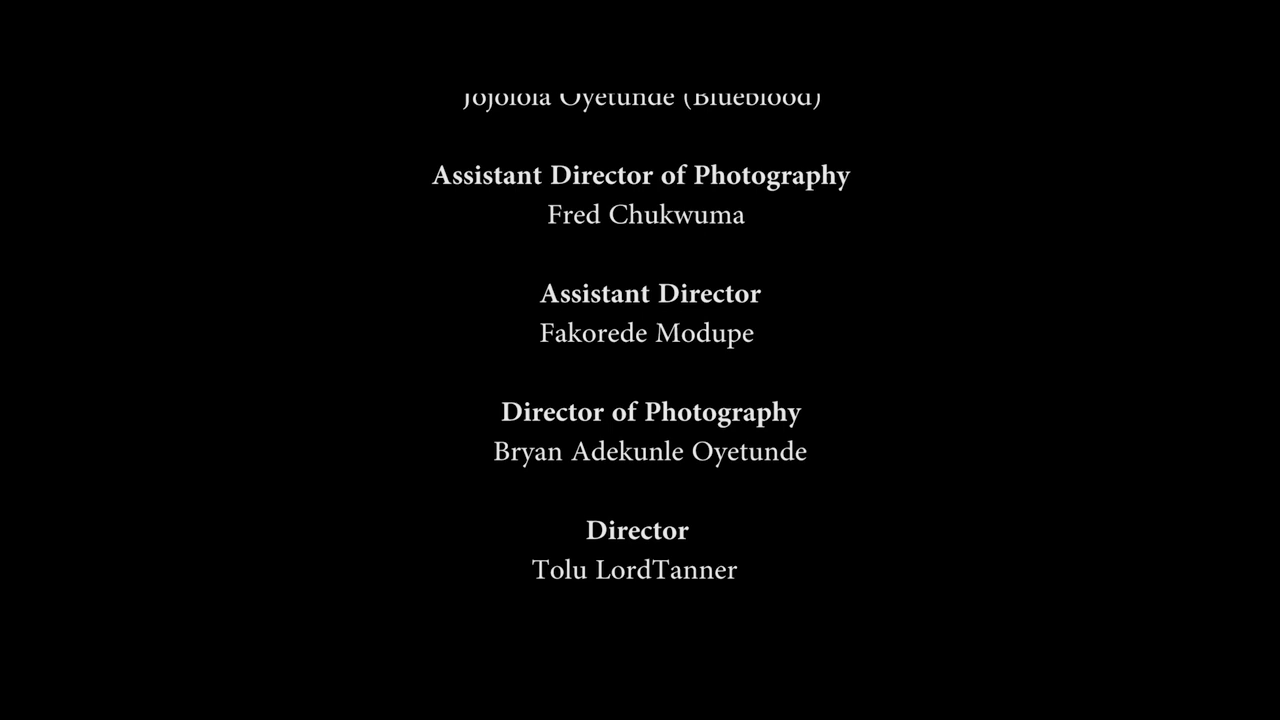 Jojolola Oyetunde (Blueblood)
Assistant Director of Photography
Fred Chukwuma
Assistant Director
Fakorede Modupe
Director of Photography
Bryan Adekunle Oyetunde
Director
Tolu LordTanner